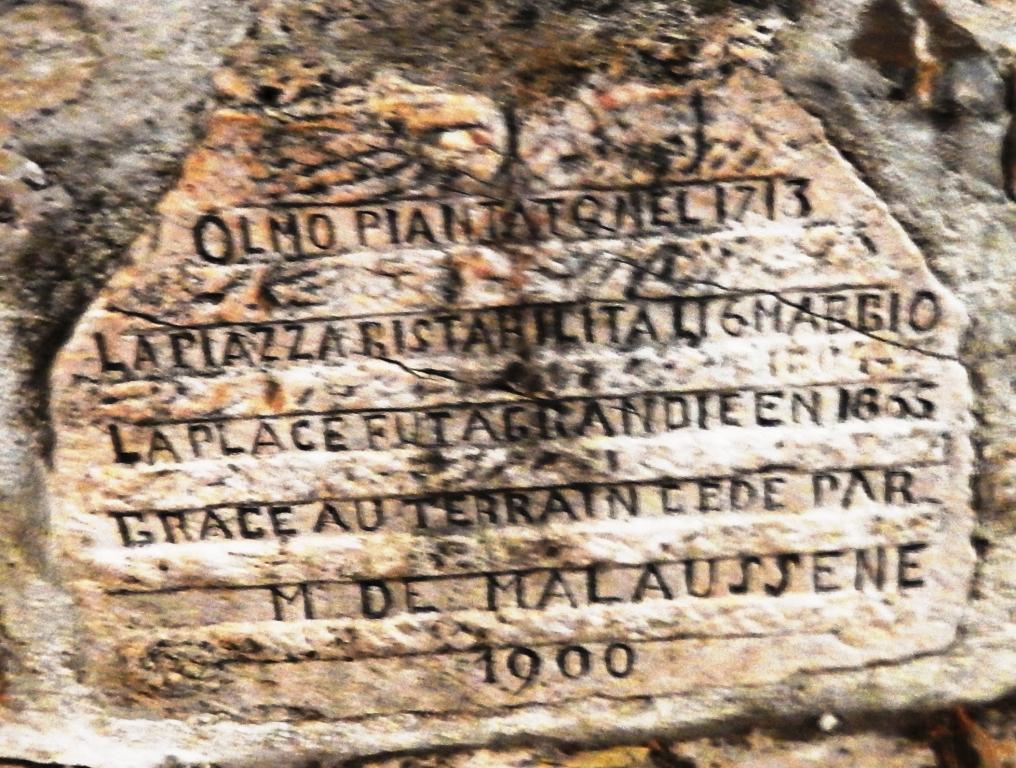 OLMO PIANTATO NEL 1713
LA PIAZZA RISTABILITA LI 6 MAGGIO
LA PLACE FUT AGRANDIE EN
GRACE AU TERRAIN CEDE PAR
M DE MALAUSSENE
1900